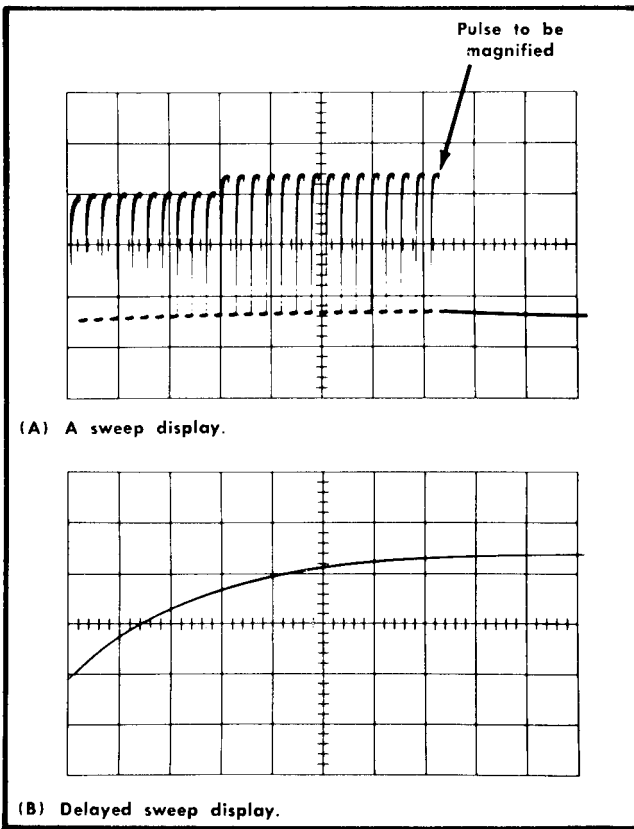 Pulse to be
magnified
(A) A sweep display.
(B) Delayed sweep display.